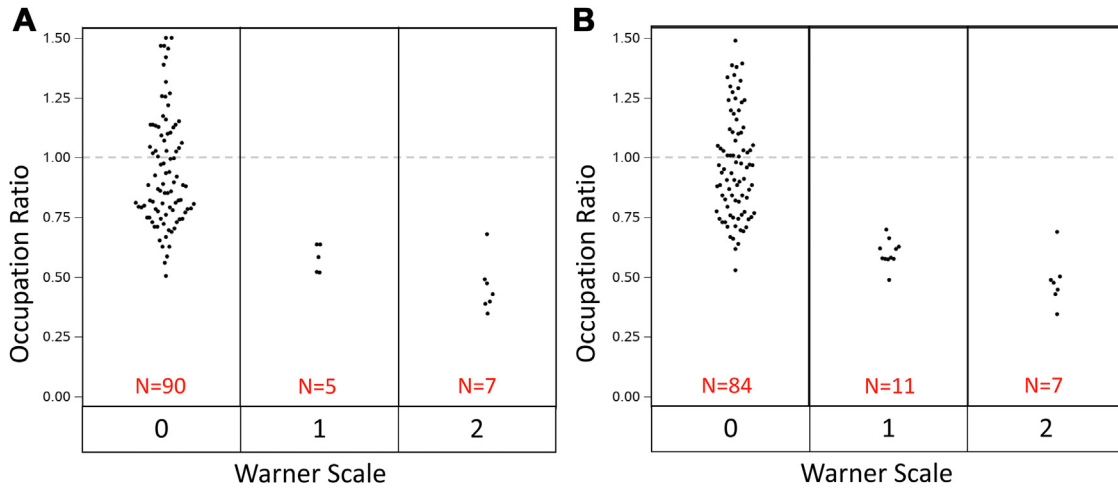 A
Occupation Ratio
1.50
1.25
1.00
0.75
0.50
0.25
0.00
N=90 N=5 N=7
0 1 2
Warner Scale
B
Occupation Ratio
1.50
1.25
1.00
0.75
0.50
0.25
0.00
N=84 N=11 N=7
0 1 2
Warner Scale